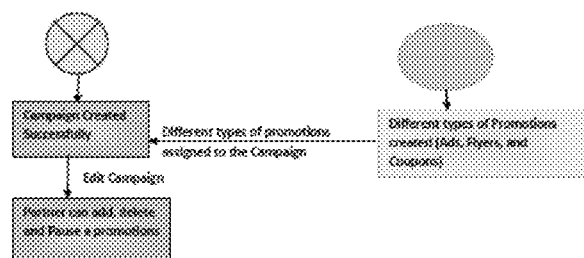 Campaign Created
Successfully
Different types of promotions
assigned to the Campaign
Different types of Promotions
created (Ads, Flyers, and
Coupons)
Edit Campaign
Partner can add, delete
and Pause a promotions